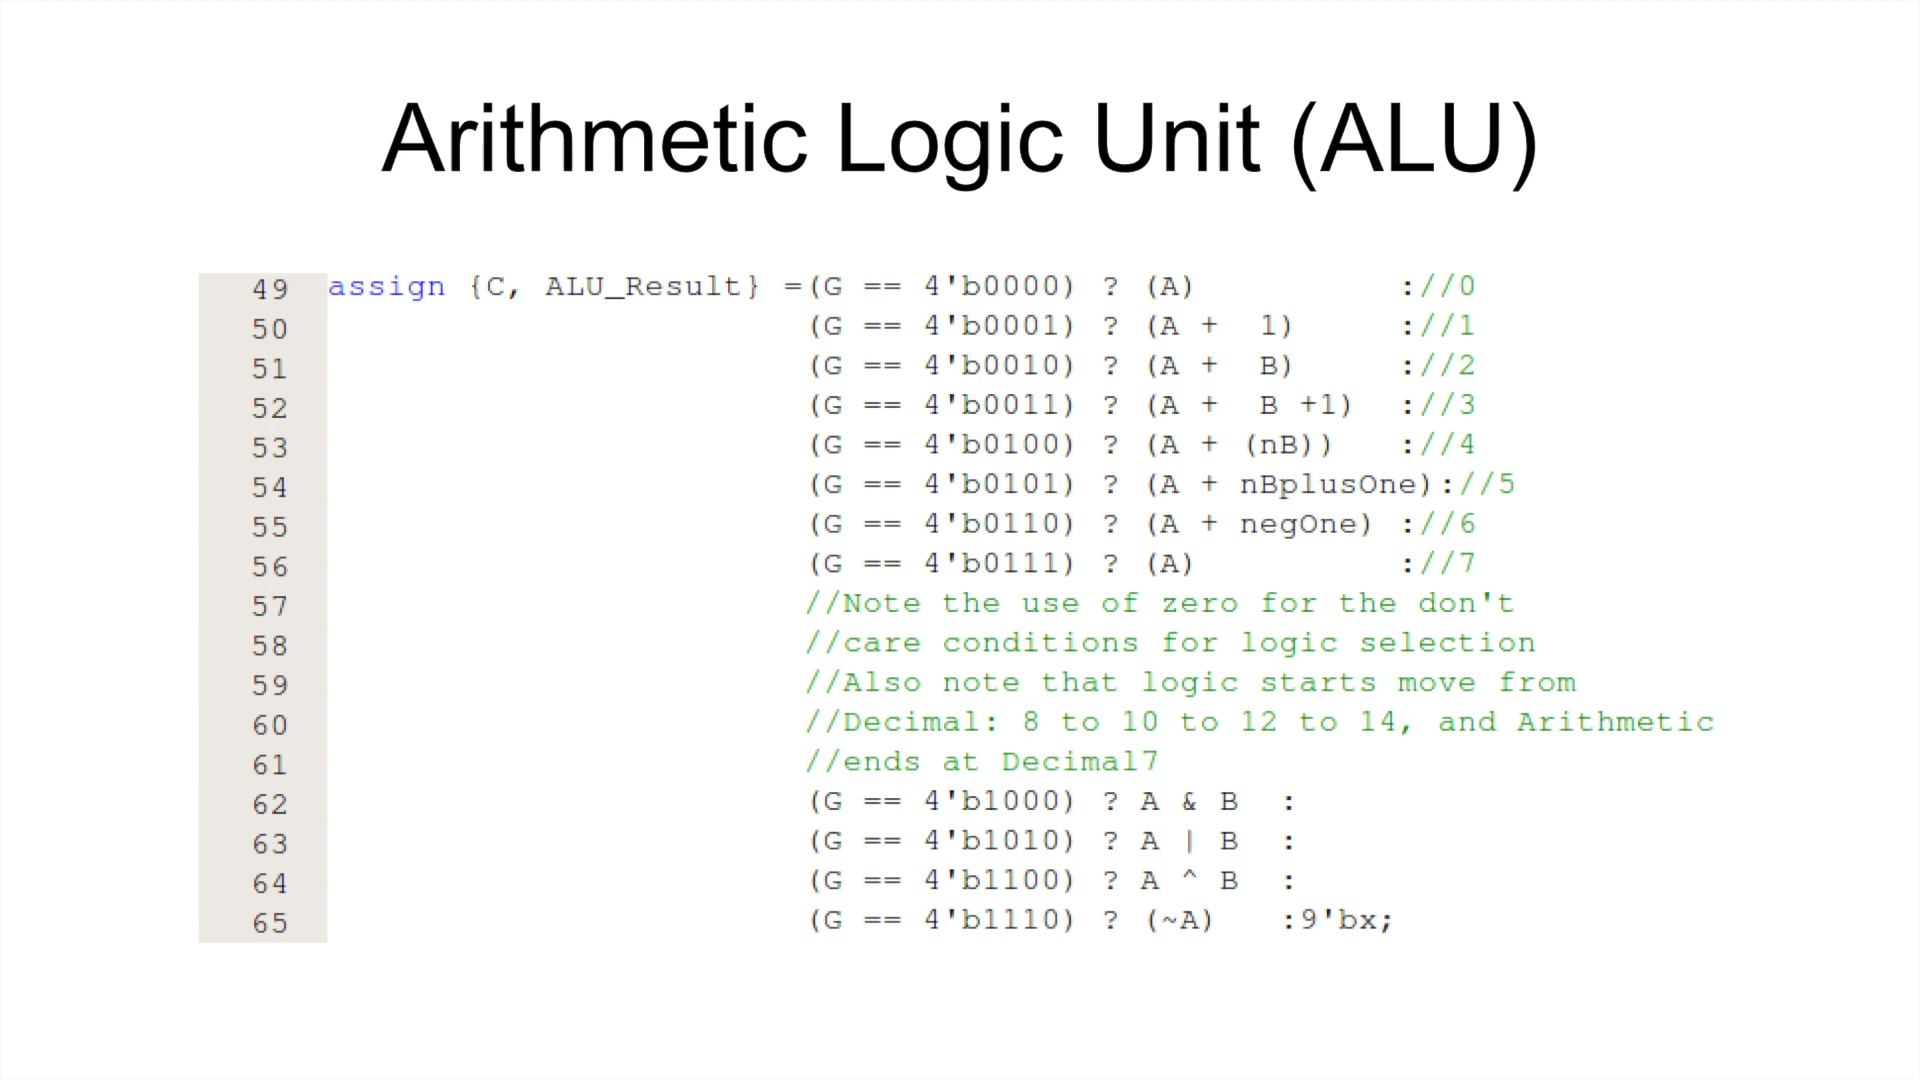 Arithmetic Logic Unit (ALU)
49 assign {C, ALU_Result} =(G == 4'b0000) ? (A) ://0
50 (G == 4'b0001) ? (A + 1) ://1
51 (G == 4'b0010) ? (A + B) ://2
52 (G == 4'b0011) ? (A + B +1) ://3
53 (G == 4'b0100) ? (A + (nB)) ://4
54 (G == 4'b0101) ? (A + nBplusOne)://5
55 (G == 4'b0110) ? (A + negOne) ://6
56 (G == 4'b0111) ? (A) ://7
57 //Note the use of zero for the don't
58 //care conditions for logic selection
59 //Also note that logic starts move from
60 //Decimal: 8 to 10 to 12 to 14, and Arithmetic
61 //ends at Decimal7
62 (G == 4'b1000) ? A & B :
63 (G == 4'b1010) ? A | B :
64 (G == 4'b1100) ? A ^ B :
65 (G == 4'b1110) ? (~A) :9'bx;